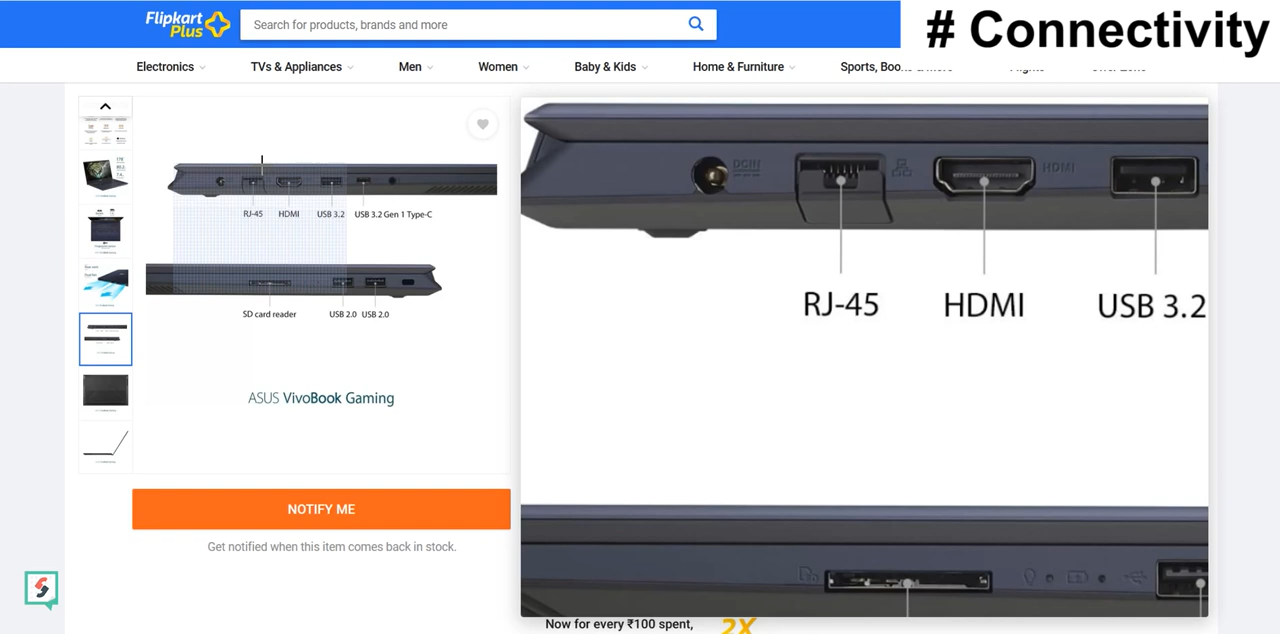 Flipkart
Plus
Search for products, brands and more
# Connectivity
Electronics
TVs & Appliances
Men
Women
Baby & Kids
Home & Furniture
Sports,
RJ-45
HDMI
USB 3.2
USB 3.2 Gen 1 Type-C
SD card reader
USB 2.0
USB 2.0
ASUS VivoBook Gaming
DCIN
HDMI
RJ-45
HDMI
USB 3.2
NOTIFY ME
Get notified when this item comes back in stock.
Now for every ₹100 spent,
2X